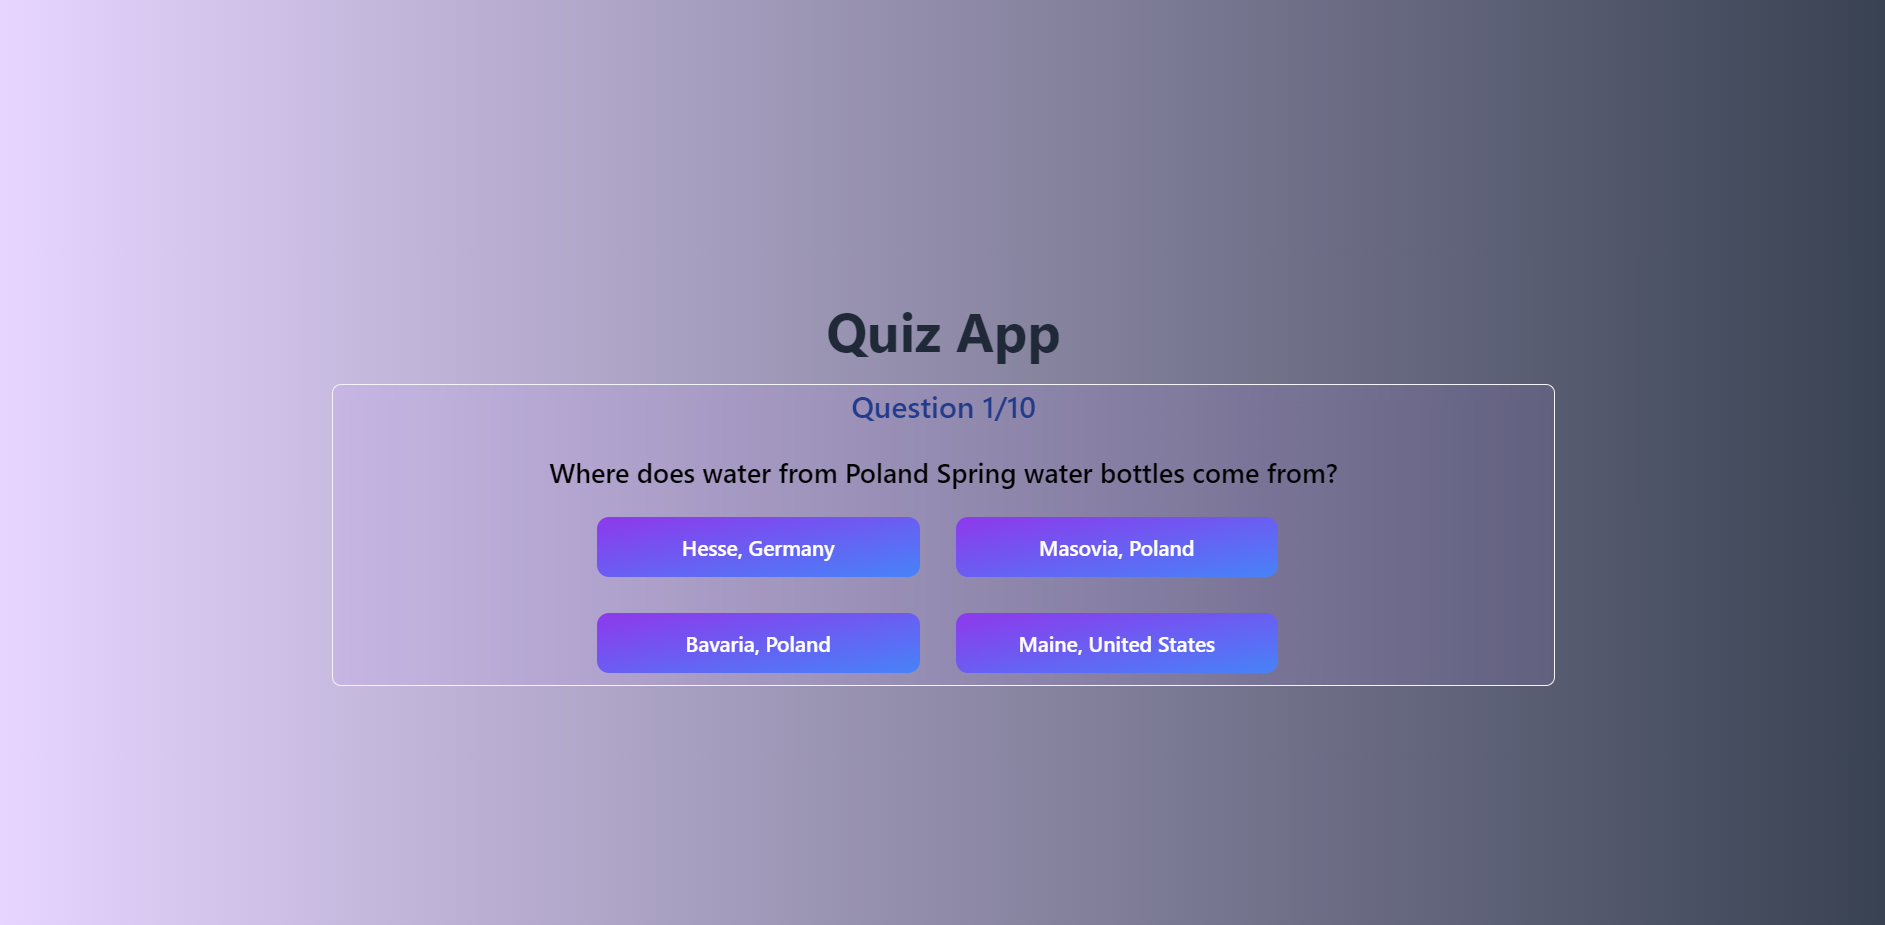 Quiz App
Question 1/10
Where does water from Poland Spring water bottles come from?
Hesse, Germany
Masovia, Poland
Bavaria, Poland
Maine, United States